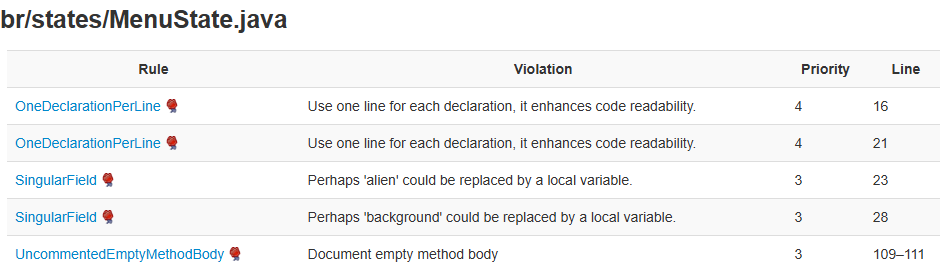 br/states/MenuState.java
Rule Violation Priority Line
OneDeclarationPerLine Use one line for each declaration, it enhances code readability. 4 16
OneDeclarationPerLine Use one line for each declaration, it enhances code readability. 4 21
SingularField Perhaps 'alien' could be replaced by a local variable. 3 23
SingularField Perhaps 'background' could be replaced by a local variable. 3 28
UncommentedEmptyMethodBody Document empty method body 3 109–111